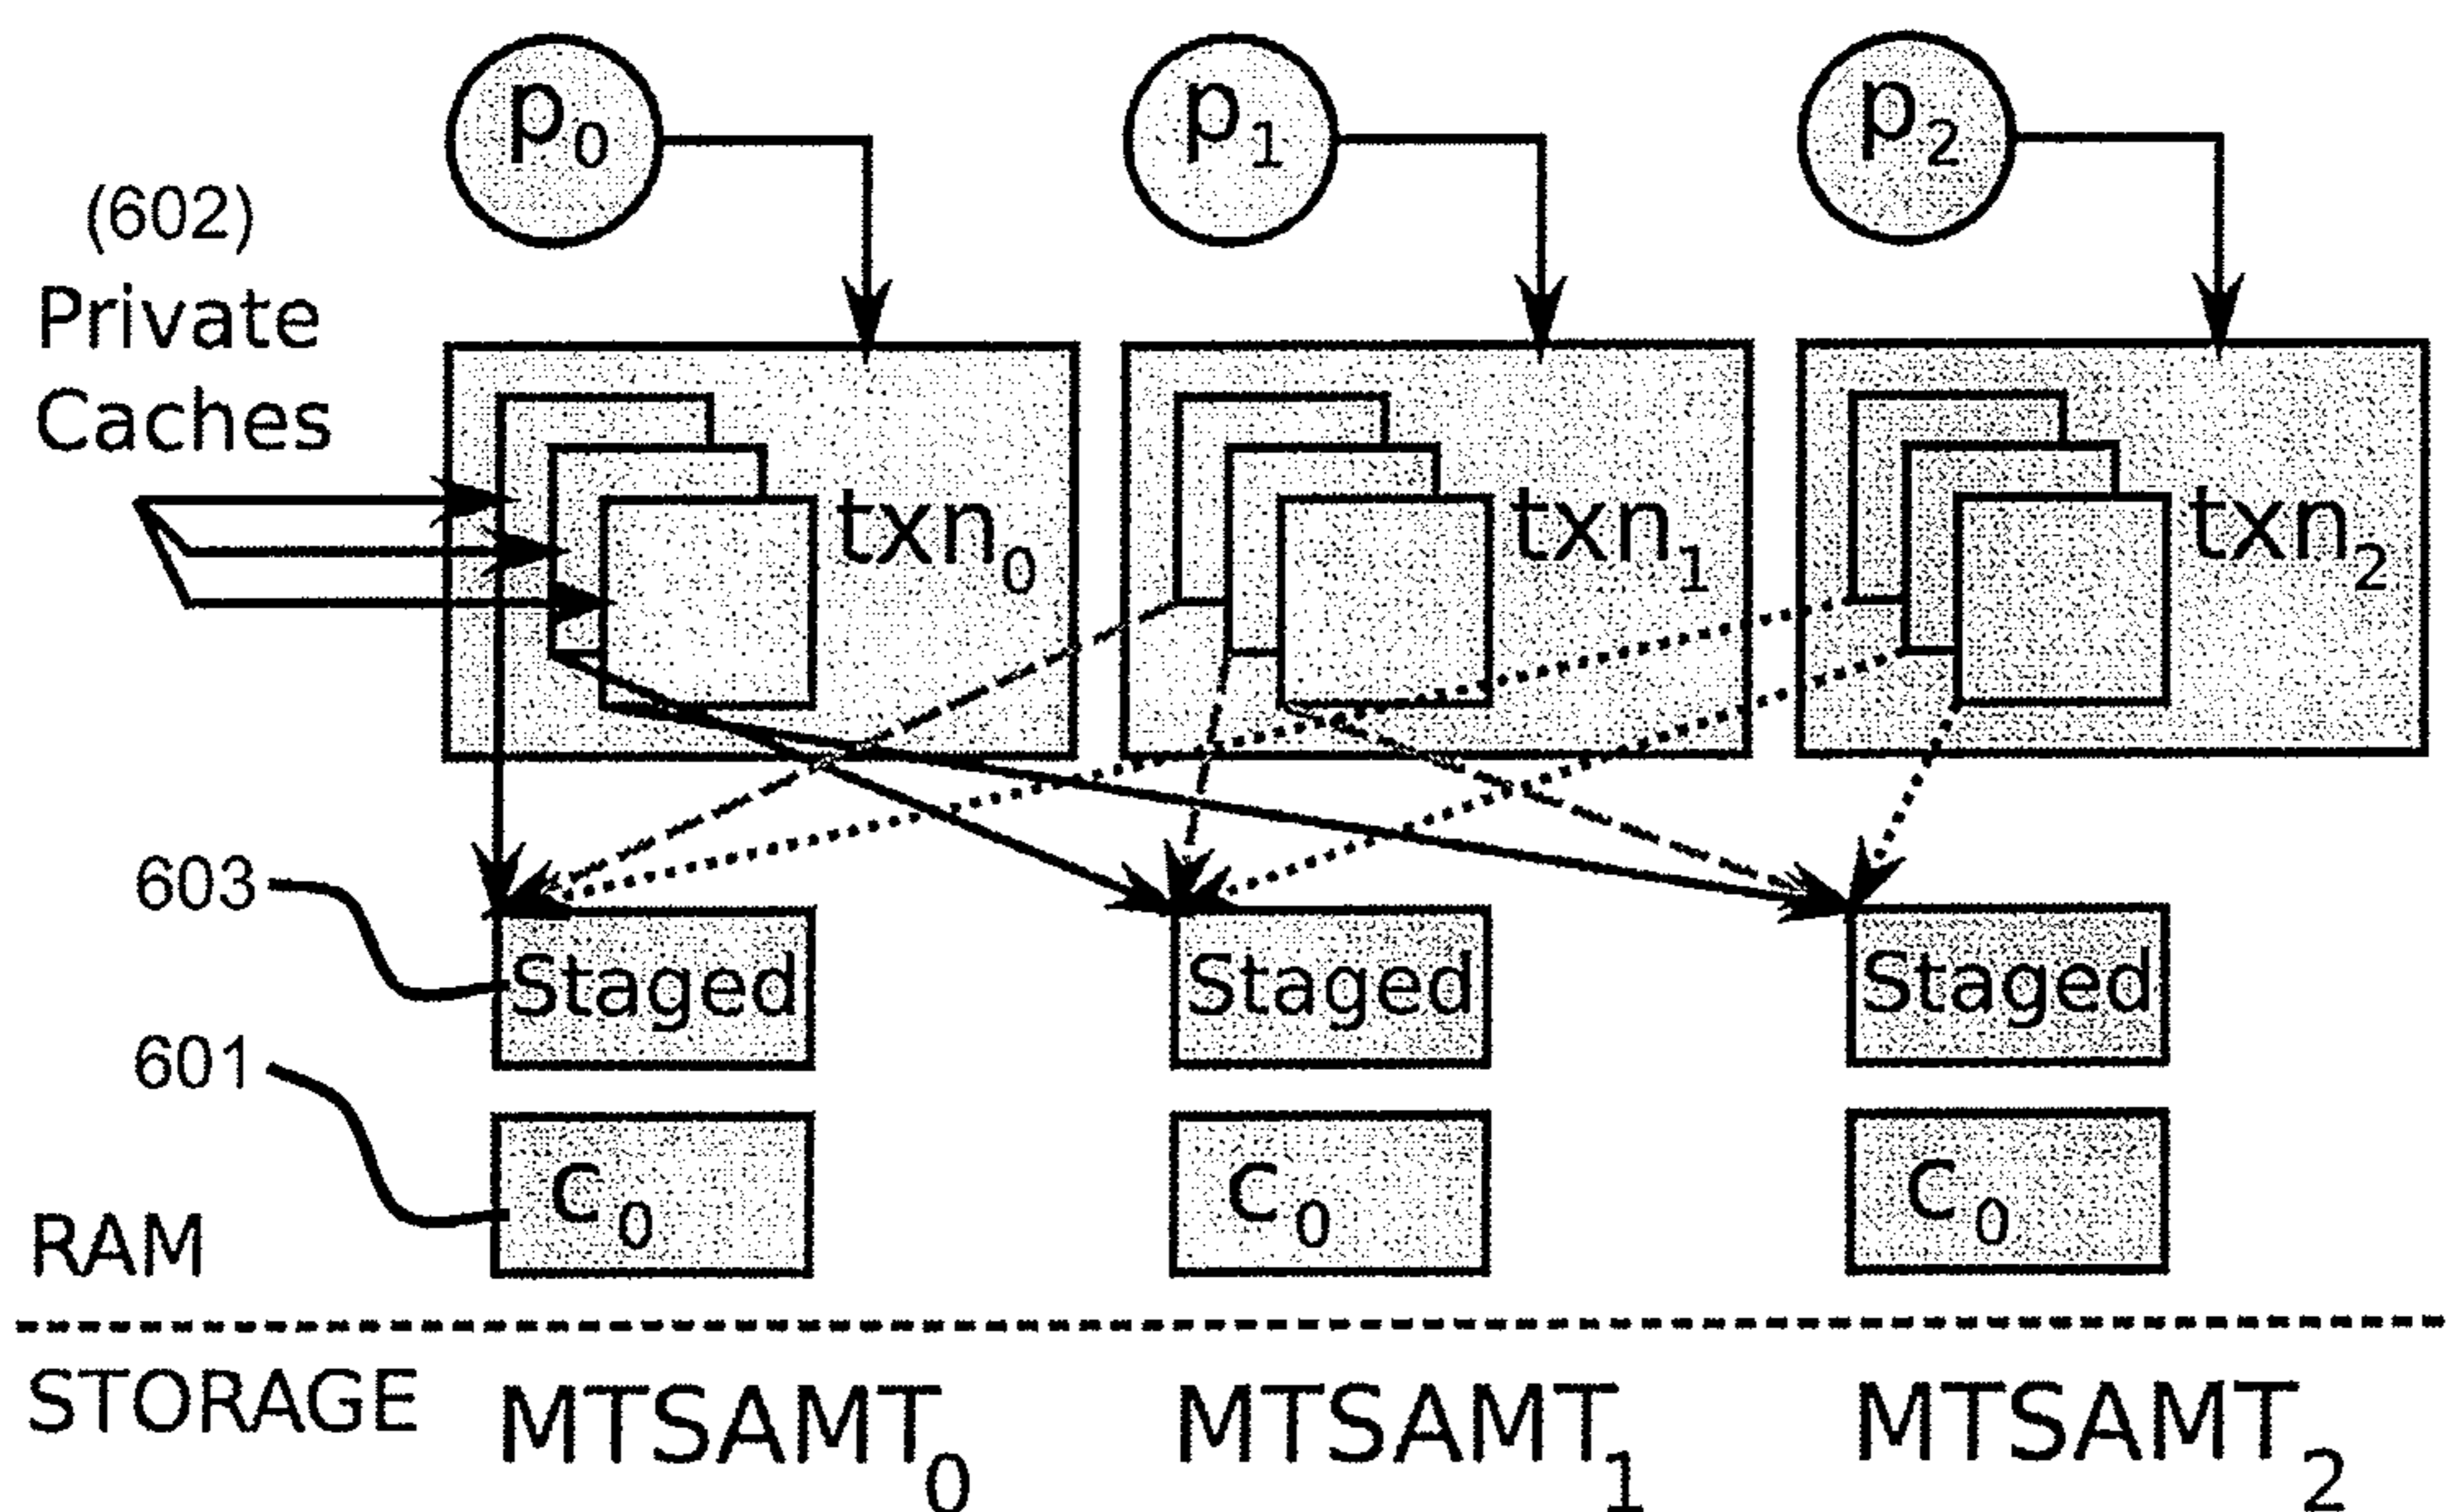 p0
p1
p2
(602)
Private
Caches
txn0
txn1
txn2
603
Staged
Staged
Staged
601
C0
C0
C0
RAM
STORAGE
MTSAMT0
MTSAMT1
MTSAMT2